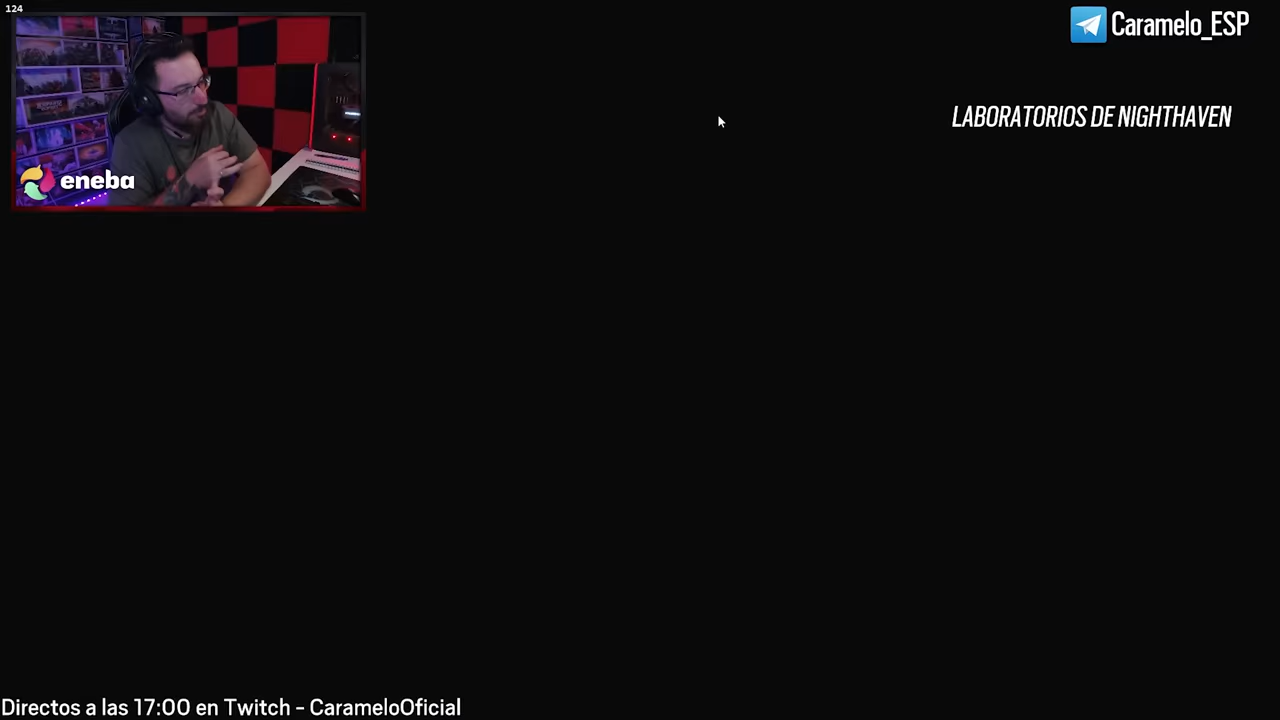 124
Caramelo_ESP
LABORATORIOS DE NIGHTHAVEN
eneba
Directos a las 17:00 en Twitch - CarameloOficial